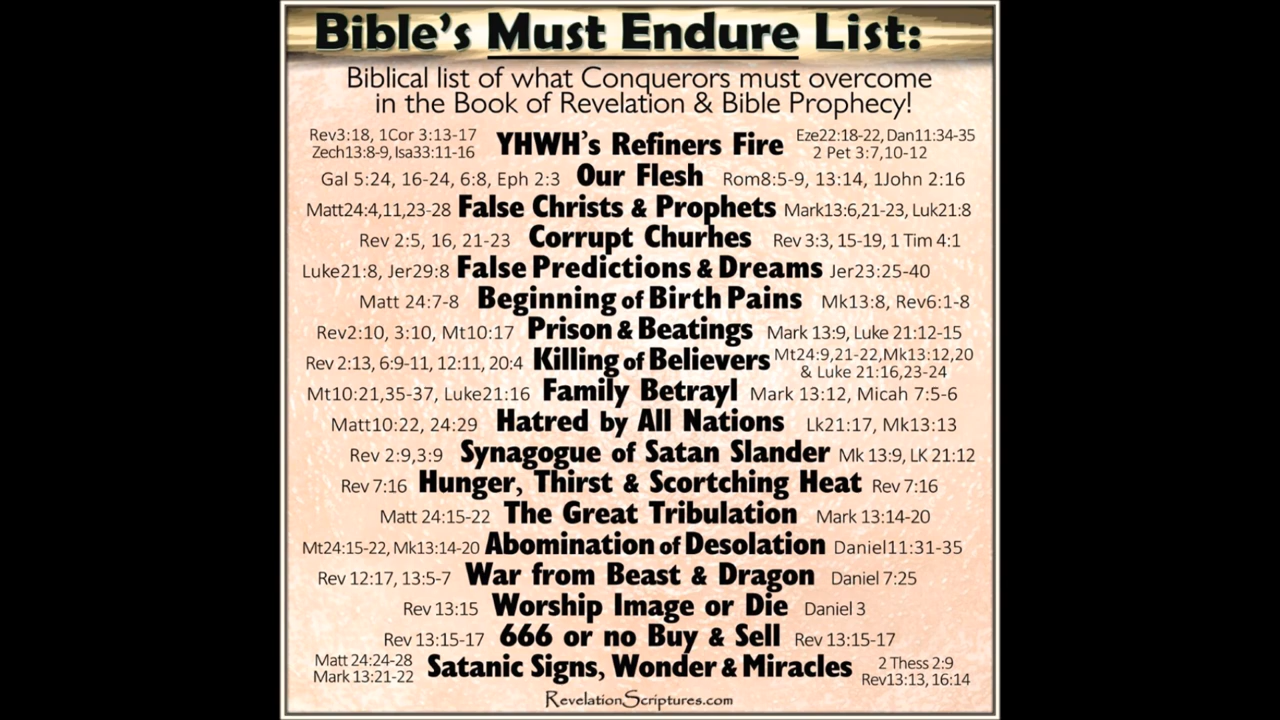 Bible's Must Endure List:
Biblical list of what Conquerors must overcome
in the Book of Revelation & Bible Prophecy!
Rev3:18, 1Cor 3:13-17
Zech13:8-9, Isa33:11-16
YHWH's Refiners Fire
Eze22:18-22, Dan11:34-35
2 Pet 3:7,10-12
Gal 5:24, 16-24, 6:8, Eph 2:3 Our Flesh Rom8:5-9, 13:14, 1John 2:16
Matt24:4,11,23-28 False Christs & Prophets Mark13:6,21-23, Luk21:8
Rev 2:5, 16, 21-23 Corrupt Churhes Rev 3:3, 15-19, 1 Tim 4:1
Luke21:8, Jer29:8 False Predictions & Dreams Jer23:25-40
Matt 24:7-8 Beginning of Birth Pains Mk13:8, Rev6:1-8
Rev2:10, 3:10, Mt10:17 Prison & Beatings Mark 13:9, Luke 21:12-15
Rev 2:13, 6:9-11, 12:11, 20:4 Killing of Believers Mt24:9,21-22,Mk13:12,20
& Luke 21:16,23-24
Mt10:21,35-37, Luke21:16 Family Betrayl Mark 13:12, Micah 7:5-6
Matt10:22, 24:29 Hatred by All Nations Lk21:17, Mk13:13
Rev 2:9,3:9 Synagogue of Satan Slander Mk 13:9, LK 21:12
Rev 7:16 Hunger, Thirst & Scortching Heat Rev 7:16
Matt 24:15-22 The Great Tribulation Mark 13:14-20
Mt24:15-22, Mk13:14-20 Abomination of Desolation Daniel11:31-35
Rev 12:17, 13:5-7 War from Beast & Dragon Daniel 7:25
Rev 13:15 Worship Image or Die Daniel 3
Rev 13:15-17 666 or no Buy & Sell Rev 13:15-17
Matt 24:24-28
Mark 13:21-22
Satanic Signs, Wonder & Miracles
2 Thess 2:9
Rev13:13, 16:14
RevelationScriptures.com